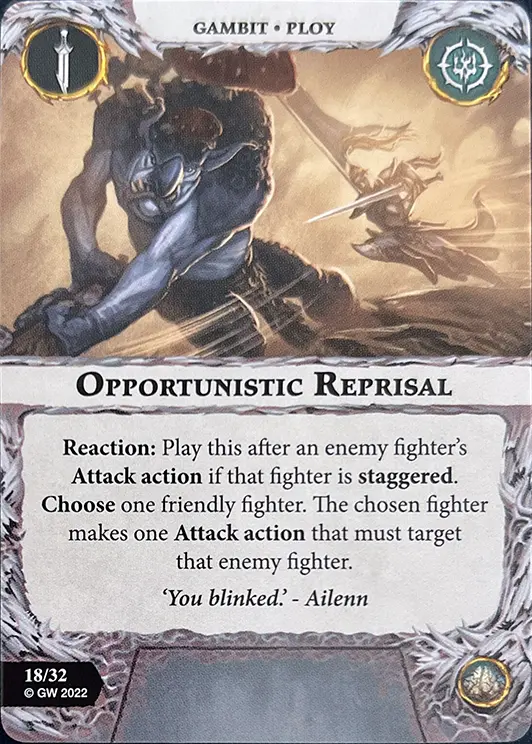 GAMBIT • PLOY
OPPORTUNISTIC REPRISAL
Reaction: Play this after an enemy fighter's
Attack action if that fighter is staggered.
Choose one friendly fighter. The chosen fighter
makes one Attack action that must target
that enemy fighter.
‘You blinked.’ - Ailenn
18/32
© GW 2022